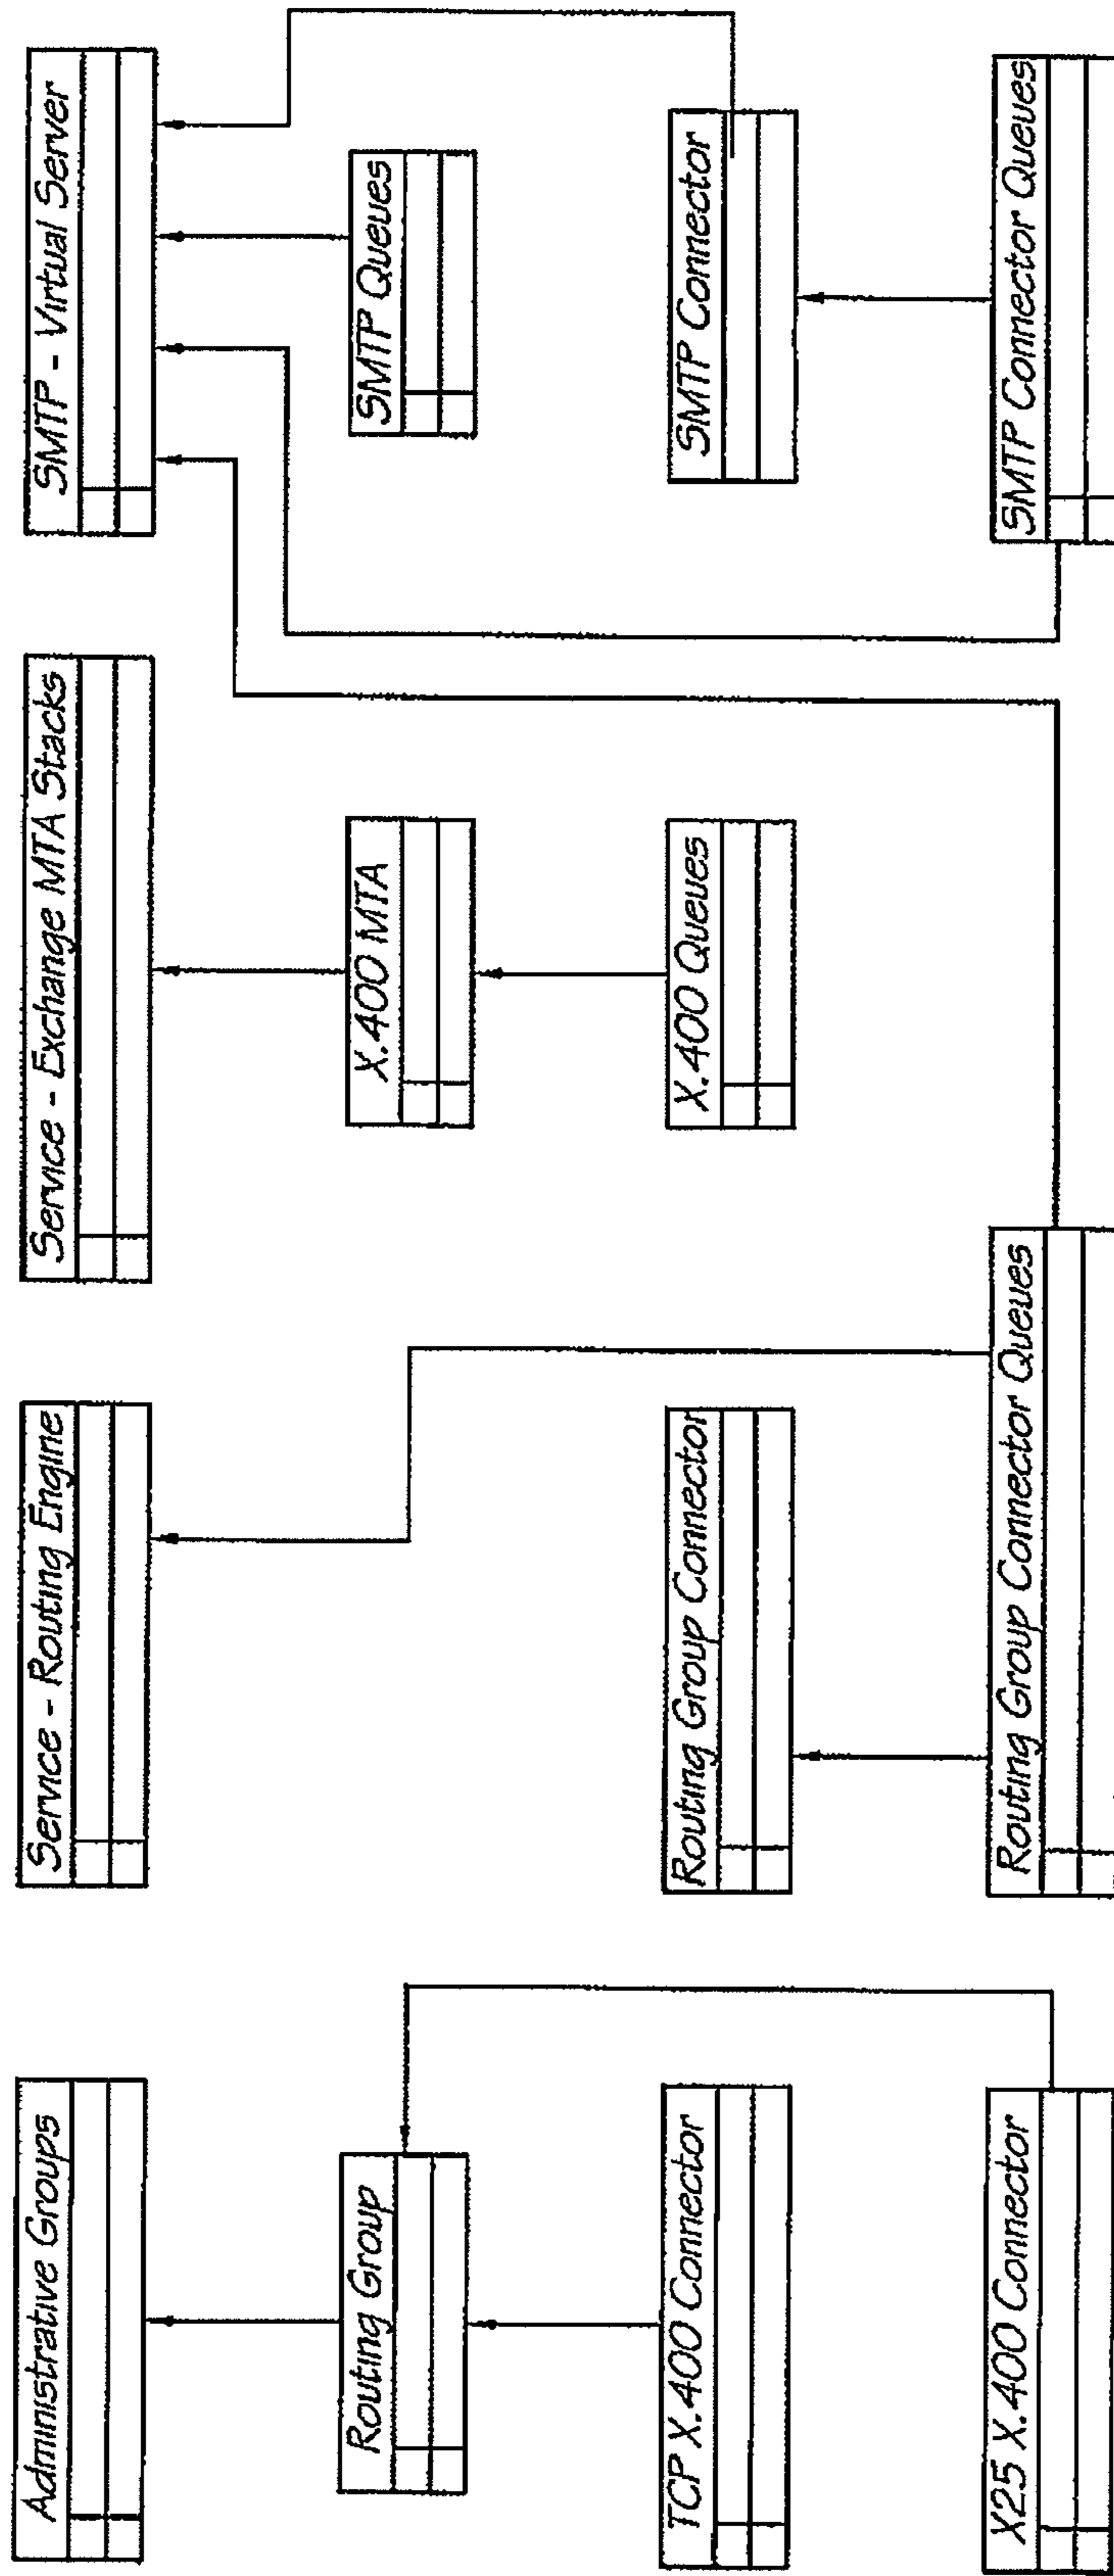 Administrative Groups
Service - Routing Engine
Service - Exchange MTA Stacks
SMTP - Virtual Server
Routing Group
X.400 MTA
SMTP Queues
TCP X.400 Connector
Routing Group Connector
X.400 Queues
SMTP Connector
X25 X.400 Connector
Routing Group Connector Queues
SMTP Connector Queues